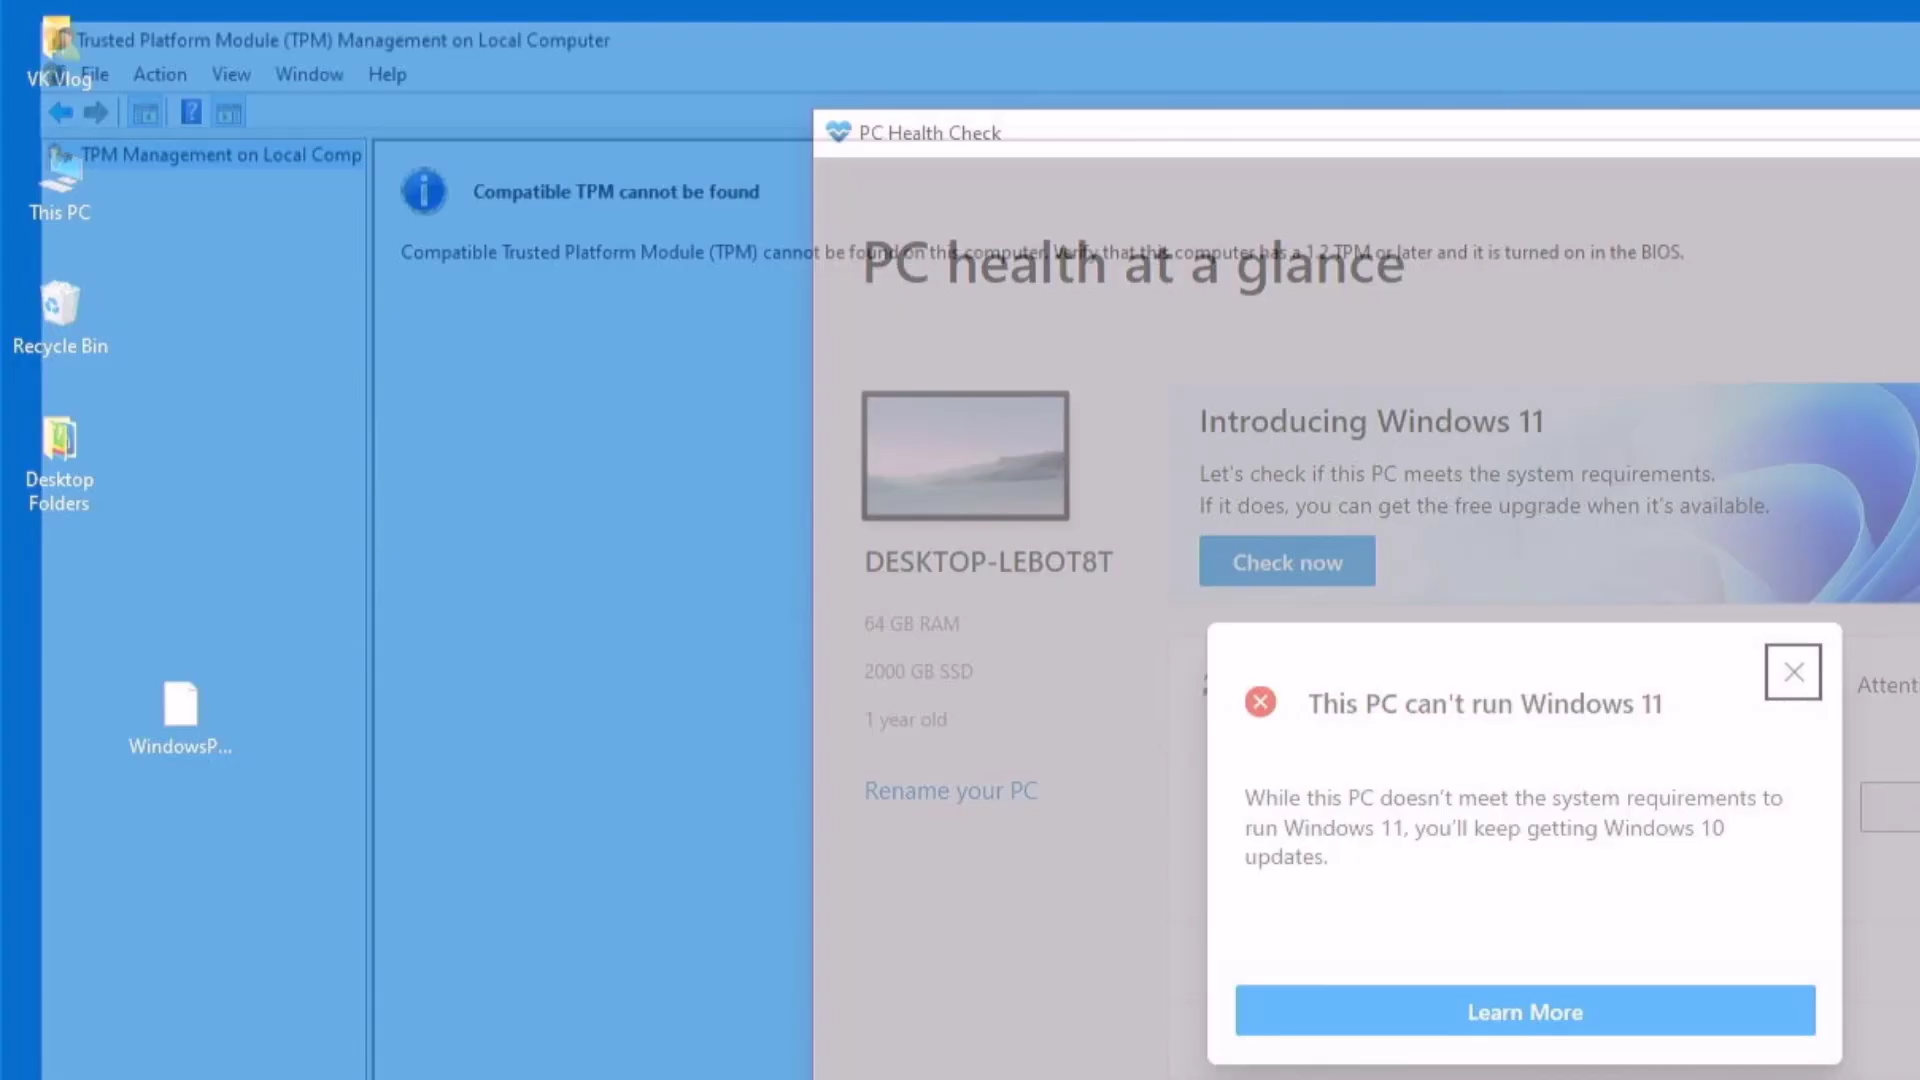 Trusted Platform Module (TPM) Management on Local Computer
VK Vlog
File Action View Window Help
TPM Management on Local Comp
This PC
Recycle Bin
Desktop
Folders
WindowsP...
Compatible TPM cannot be found
Compatible Trusted Platform Module (TPM) cannot be found on this computer. Verify that this computer has a 1.2 TPM or later and it is turned on in the BIOS.
PC Health Check
PC health at a glance
DESKTOP-LEBOT8T
64 GB RAM
2000 GB SSD
1 year old
Rename your PC
Introducing Windows 11
Let's check if this PC meets the system requirements.
If it does, you can get the free upgrade when it's available.
Check now
Attenti
This PC can't run Windows 11
While this PC doesn't meet the system requirements to
run Windows 11, you'll keep getting Windows 10
updates.
Learn More